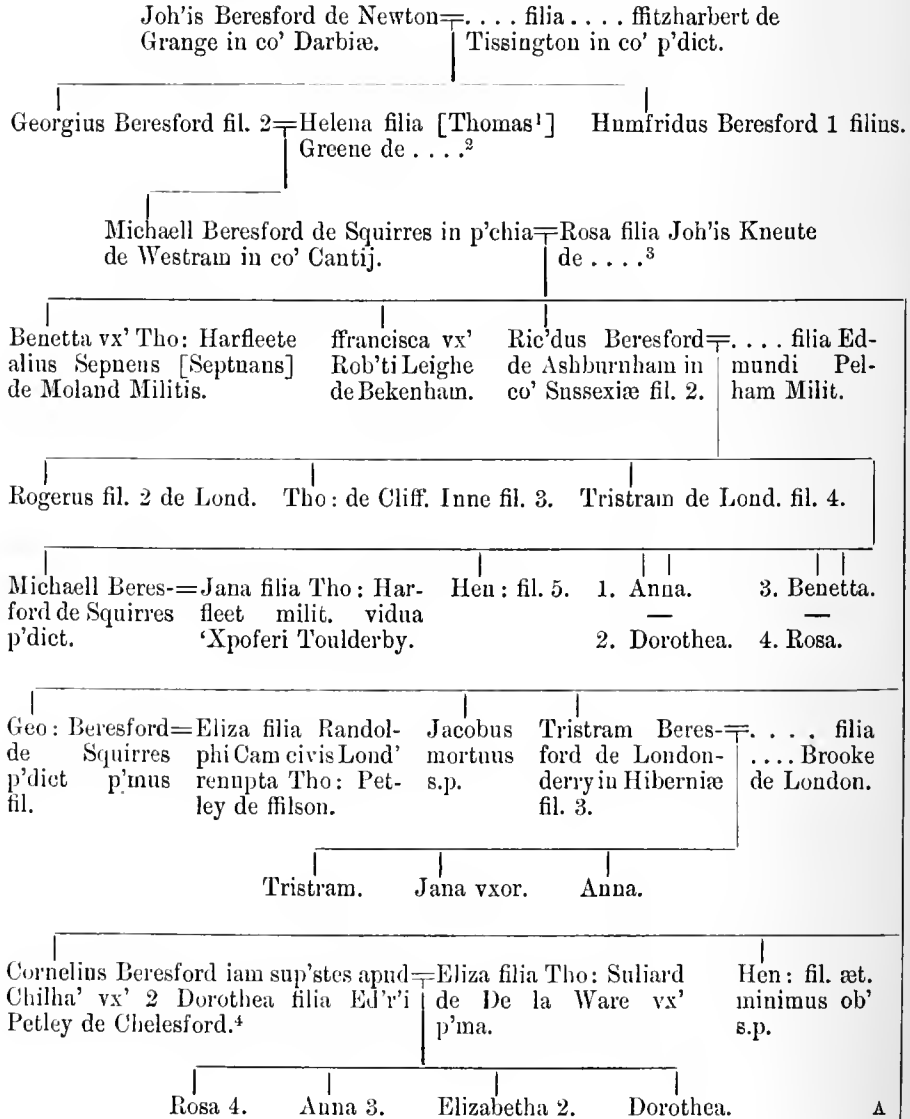 Joh'is Beresford de Newton=. . . . filia . . . . ffitzharbert de
Grange in co' Darbiæ. Tissington in co' p'dict.
Georgius Beresford fil. 2=Helena filia [Thomas¹] Humfridus Beresford 1 filius.
Greene de . . . .²
Michaell Beresford de Squirres in p'chia=Rosa filia Joh'is Kneute
de Westram in co' Cantij. de . . . .³
Benetta vx' Tho: Harfleete ffrancisca vx' Ric'dus Beresford=. . . . filia Ed-
alius Sepuens [Septuans] Rob'ti Leighe de Ashburnham in mundi Pel-
de Moland Militis. de Bekenham. co' Sussexiæ fil. 2. ham Milit.
Rogerus fil. 2 de Lond. Tho: de Cliff. Inne fil. 3. Tristram de Lond. fil. 4.
Michaell Beres-=Jana filia Tho: Har- Hen: fil. 5. 1. Anna. 3. Benetta.
ford de Squirres fleet milit. vidua — —
p'dict. 'Xpoferi Toulderby. 2. Dorothea. 4. Rosa.
Geo: Beresford=Eliza filia Randol- Jacobus Tristram Beres-=. . . . filia
de Squirres phi Cam civis Lond' mortuus ford de London- . . . . Brooke
p'dict p'mus renupta Tho: Pet- s.p. derry in Hiberniæ de London.
fil. ley de ffilson. fil. 3.
Tristram. Jana vxor. Anna.
Cornelius Beresford iam sup'stes apud=Eliza filia Tho: Suliard Hen: fil. æt.
Chilha' vx' 2 Dorothea filia Ed'r'i de De la Ware vx' minimus ob'
Petley de Chelesford.⁴ p'ma. s.p.
Rosa 4. Anna 3. Elizabetha 2. Dorothea. A